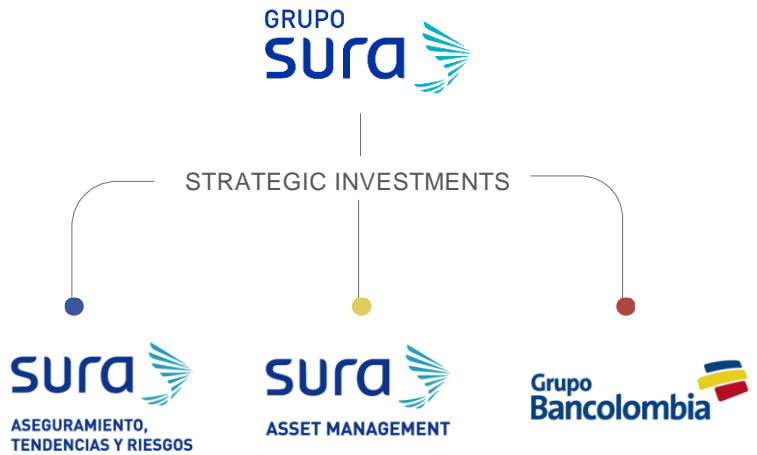 GRUPO
sura
STRATEGIC INVESTMENTS
sura
ASEGURAMIENTO,
TENDENCIAS Y RIESGOS
sura
ASSET MANAGEMENT
Grupo
Bancolombia